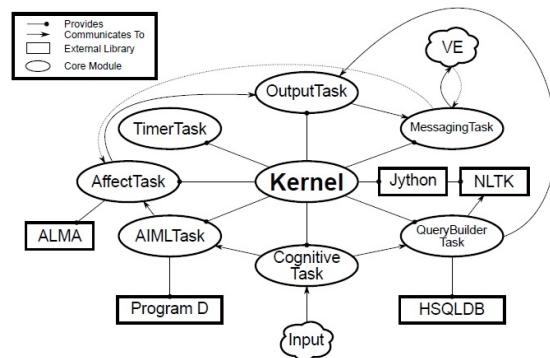 Provides
Communicates To
External Library
Core Module
VE
OutputTask
TimerTask
MessagingTask
AffectTask
Kernel
Jython
NLTK
ALMA
AIMLTask
Cognitive
Task
QueryBuilder
Task
Program D
HSQLDB
Input